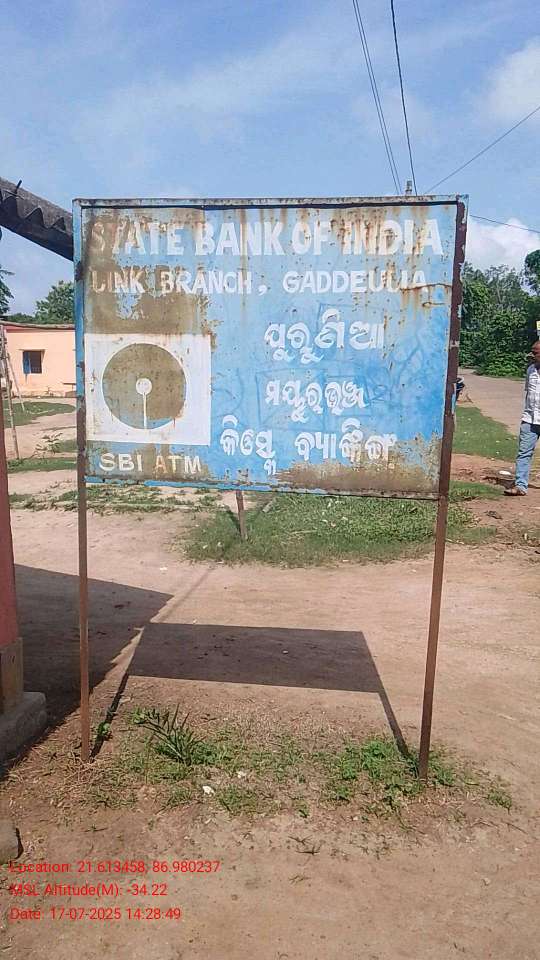 STATE BANK OF INDIA
LINK BRANCH, GADDEULIA
ପୁରୁଣିଆ
ମୟୁରଭଞ୍ଜ
SBI ATM
କିଓସ୍କ ବ୍ୟାଙ୍କିଙ୍ଗ
Location: 21.613458, 86.980237
MSL Altitude(M): -34.22
Date: 17-07-2025 14:28:49